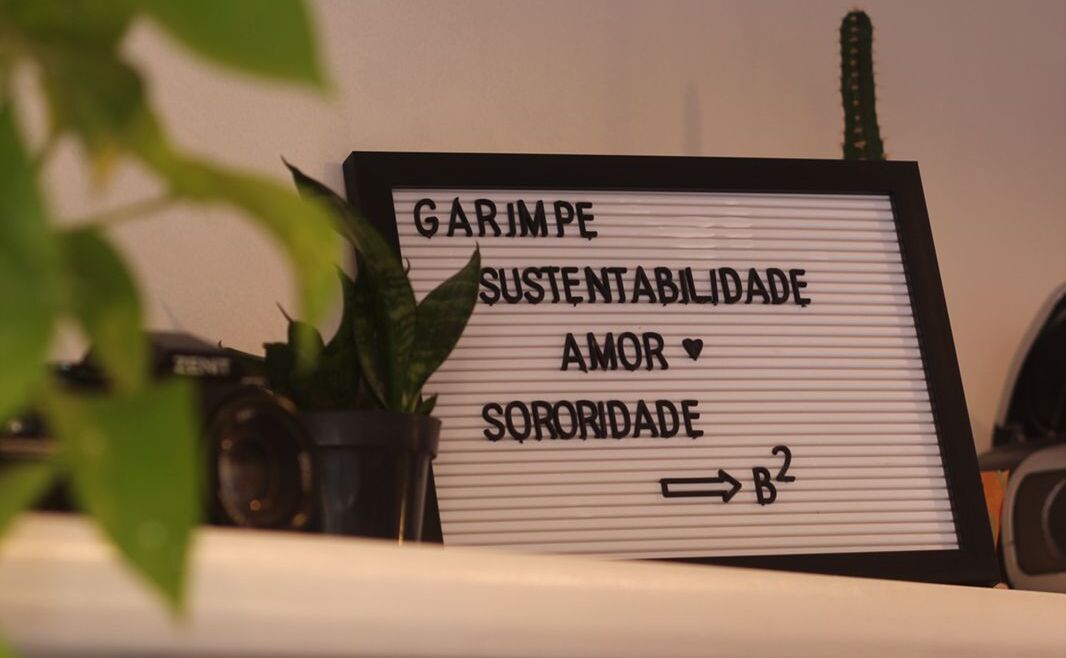 GARIMPE
SUSTENTABILIDADE
AMOR ♥
SORORIDADE
⇨ B²
ZENIT